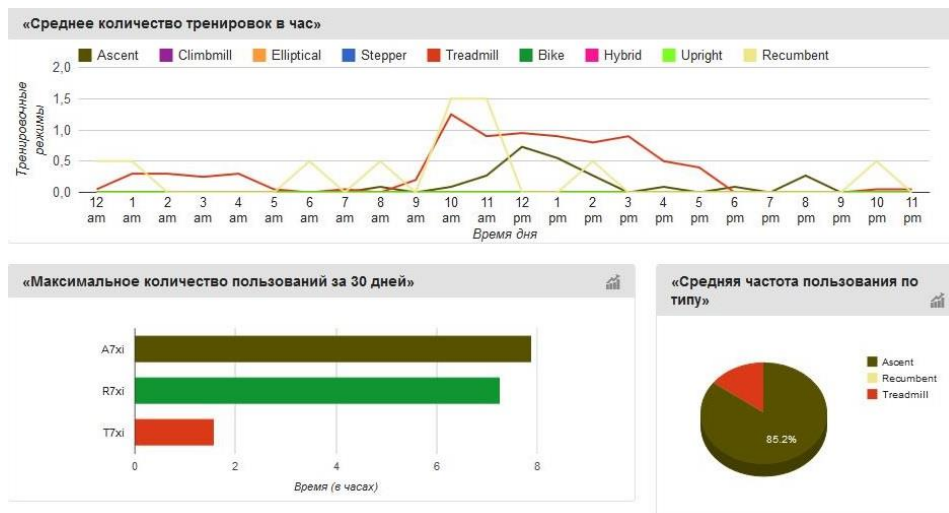 «Среднее количество тренировок в час»
Ascent Climbmill Elliptical Stepper Treadmill Bike Hybrid Upright Recumbent
Тренировочные
режимы
2,0
1,5
1,0
0,5
0,0
12 1 2 3 4 5 6 7 8 9 10 11 12 1 2 3 4 5 6 7 8 9 10 11
am am am am am am am am am am am am pm pm pm pm pm pm pm pm pm pm pm pm
Время дня
«Максимальное количество пользований за 30 дней»
A7xi
R7xi
T7xi
0 2 4 6 8
Время (в часах)
«Средняя частота пользования по
типу»
Ascent
Recumbent
Treadmill
85.2%